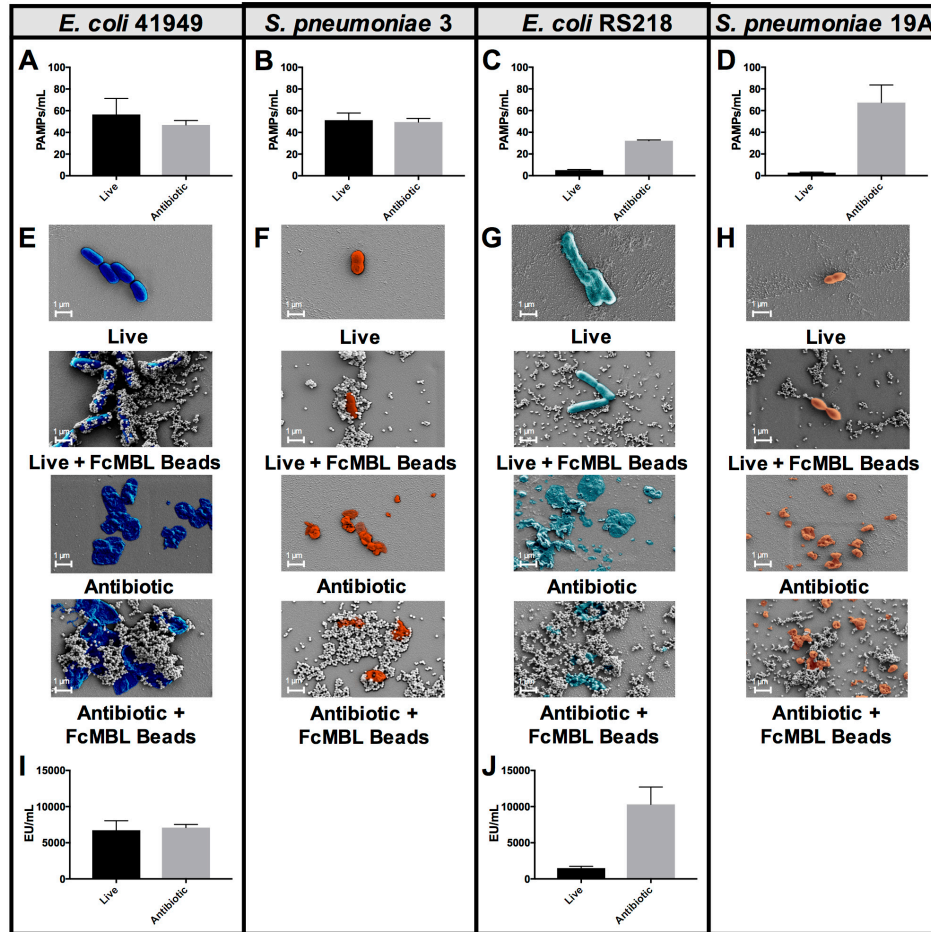 E. coli 41949
S. pneumoniae 3
E. coli RS218
S. pneumoniae 19A
A
PAMPs/mL
100
80
60
40
20
0
Live
Antibiotic
B
PAMPs/mL
100
80
60
40
20
0
Live
Antibiotic
C
PAMPs/mL
100
80
60
40
20
0
Live
Antibiotic
D
PAMPs/mL
100
80
60
40
20
0
Live
Antibiotic
E
1 µm
Live
1 µm
Live + FcMBL Beads
1 µm
Antibiotic
1 µm
Antibiotic +
FcMBL Beads
F
1 µm
Live
1 µm
Live + FcMBL Beads
1 µm
Antibiotic
1 µm
Antibiotic +
FcMBL Beads
G
1 µm
Live
1 µm
Live + FcMBL Beads
1 µm
Antibiotic
1 µm
Antibiotic +
FcMBL Beads
H
1 µm
Live
1 µm
Live + FcMBL Beads
1 µm
Antibiotic
1 µm
Antibiotic +
FcMBL Beads
I
EU/mL
15000
10000
5000
0
Live
Antibiotic
J
EU/mL
15000
10000
5000
0
Live
Antibiotic